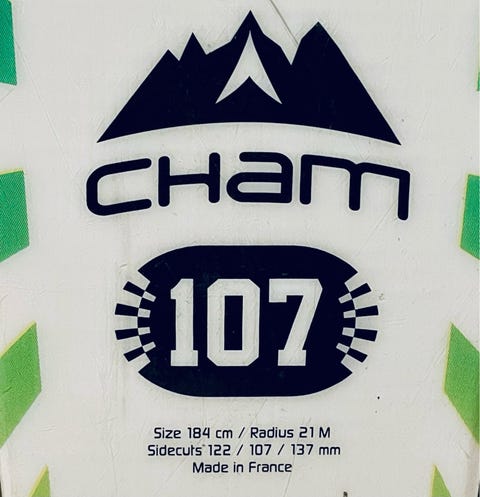 CHAM
107
Size 184 cm / Radius 21 M
Sidecuts 122 / 107 / 137 mm
Made in France